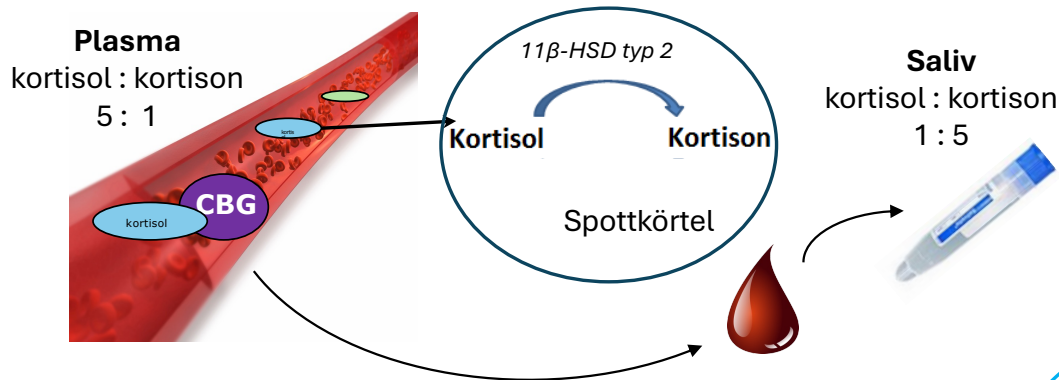 Plasma
kortisol : kortison
5 : 1
kortisol
CBG
kortis
11β-HSD typ 2
Kortisol
Kortison
Spottkörtel
Saliv
kortisol : kortison
1 : 5